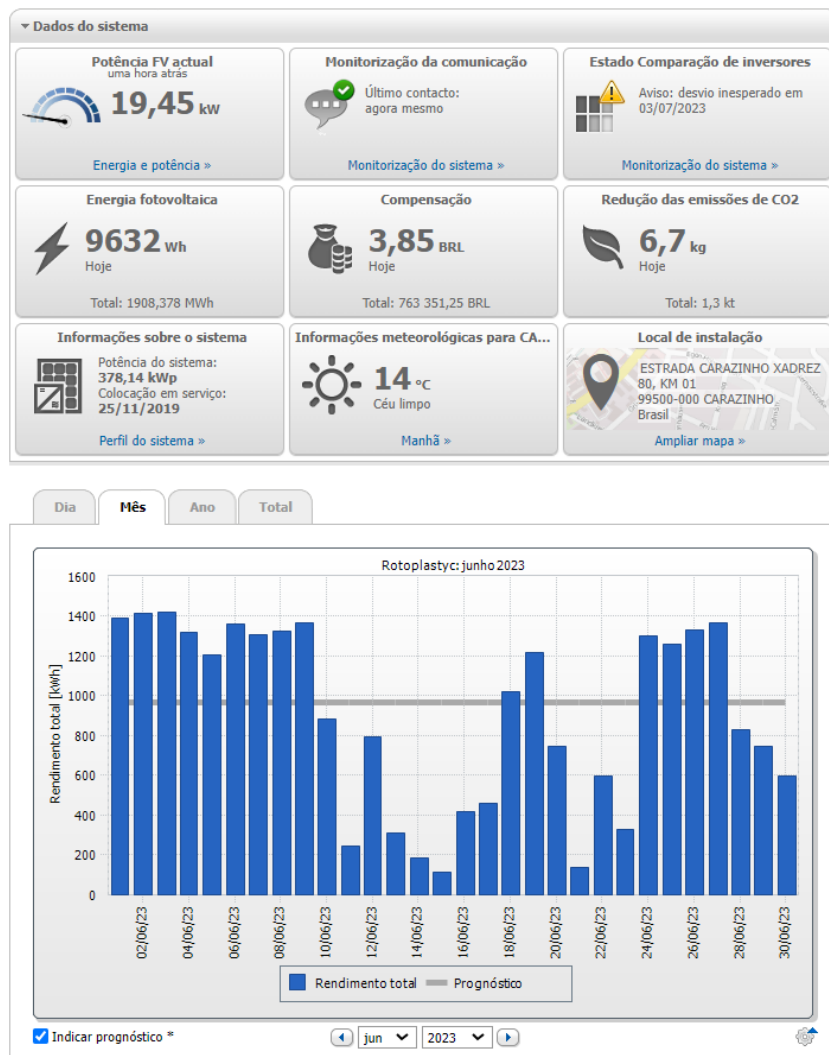 Dados do sistema
Potência FV actual
uma hora atrás
19,45 kW
Energia e potência »
Monitorização da comunicação
Último contacto:
agora mesmo
Monitorização do sistema »
Estado Comparação de inversores
Aviso: desvio inesperado em
03/07/2023
Monitorização do sistema »
Energia fotovoltaica
9632 Wh
Hoje
Total: 1908,378 MWh
Compensação
3,85 BRL
Hoje
Total: 763 351,25 BRL
Redução das emissões de CO2
6,7 kg
Hoje
Total: 1,3 kt
Informações sobre o sistema
Potência do sistema:
378,14 kWp
Colocação em serviço:
25/11/2019
Perfil do sistema »
Informações meteorológicas para CA...
14 °C
Céu limpo
Manhã »
Local de instalação
ESTRADA CARAZINHO XADREZ
80, KM 01
99500-000 CARAZINHO
Brasil
Ampliar mapa »
Dia
Mês
Ano
Total
Rotoplastyc: junho 2023
Rendimento total [kWh]
1600
1400
1200
1000
800
600
400
200
0
02/06/23
04/06/23
06/06/23
08/06/23
10/06/23
12/06/23
14/06/23
16/06/23
18/06/23
20/06/23
22/06/23
24/06/23
26/06/23
28/06/23
30/06/23
Rendimento total
Prognóstico
Indicar prognóstico *
jun
2023